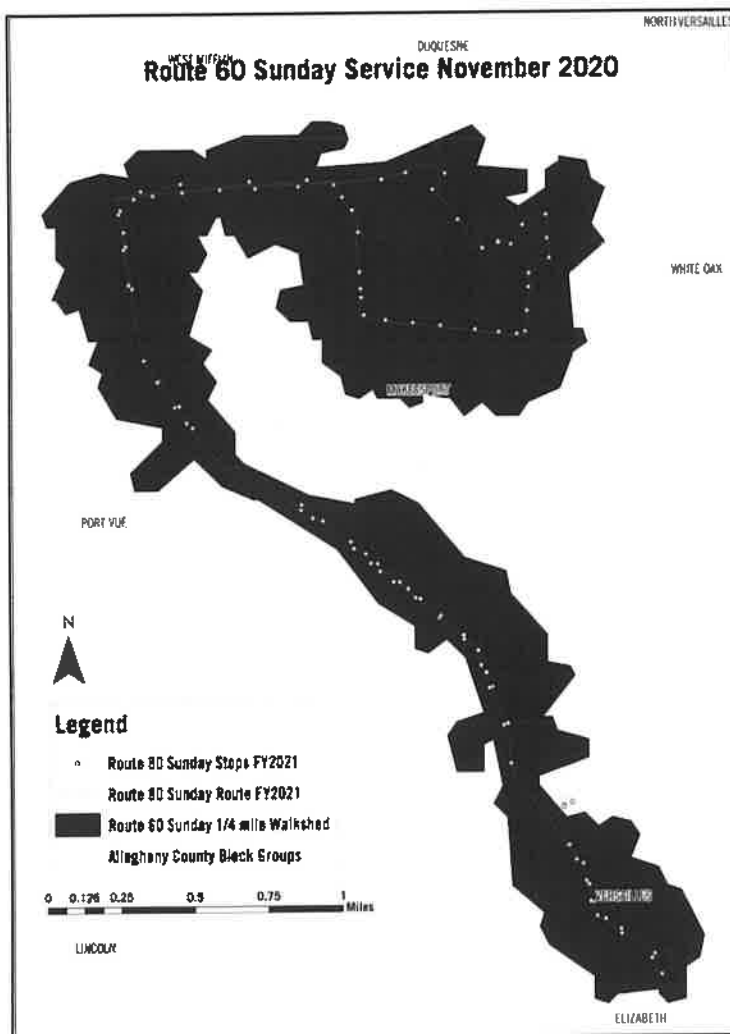 NORTH VERSAILLES
DUQUESNE
WEST MIFFLIN
Route 60 Sunday Service November 2020
WHITE OAK
MCKEESPORT
PORT VUE
N
Legend
Route 60 Sunday Stops FY2021
Route 60 Sunday Route FY2021
Route 60 Sunday 1/4 mile Walkshed
Allegheny County Block Groups
0 0.125 0.25 0.5 0.75 1
Miles
VERSAILLES
LINCOLN
ELIZABETH